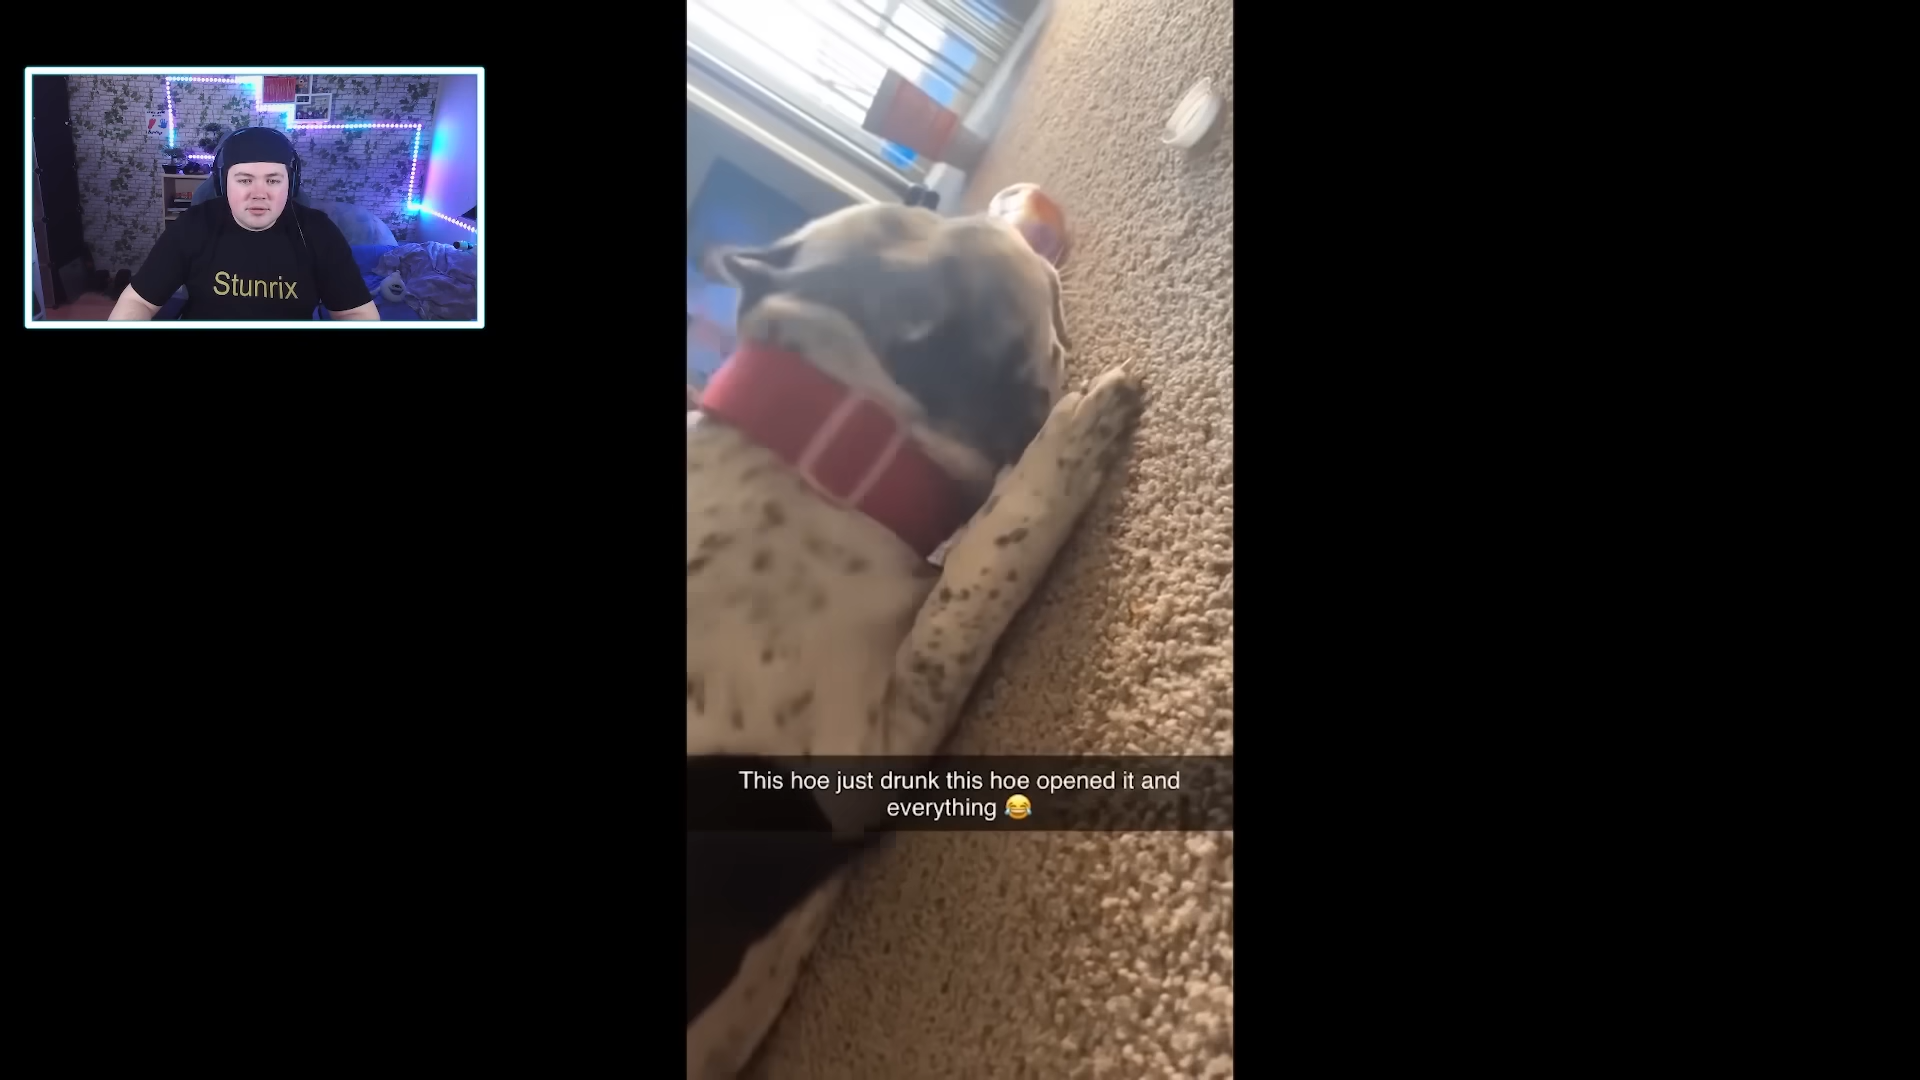 Stunrix
This hoe just drunk this hoe opened it and
everything 😂